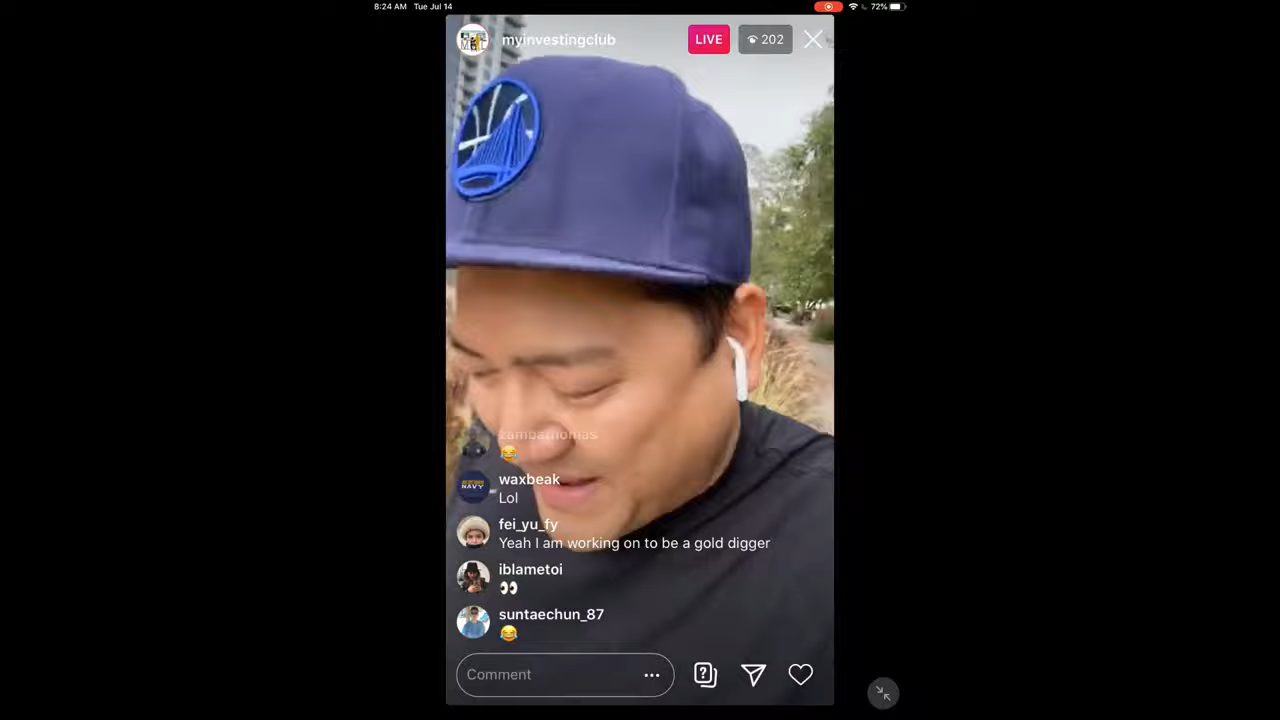 8:24 AM Tue Jul 14
72%
myinvestingclub
LIVE
202
zambathomas
😂
waxbeak
Lol
fei_yu_fy
Yeah I am working on to be a gold digger
iblametoi
👀
suntaechun_87
😂
Comment